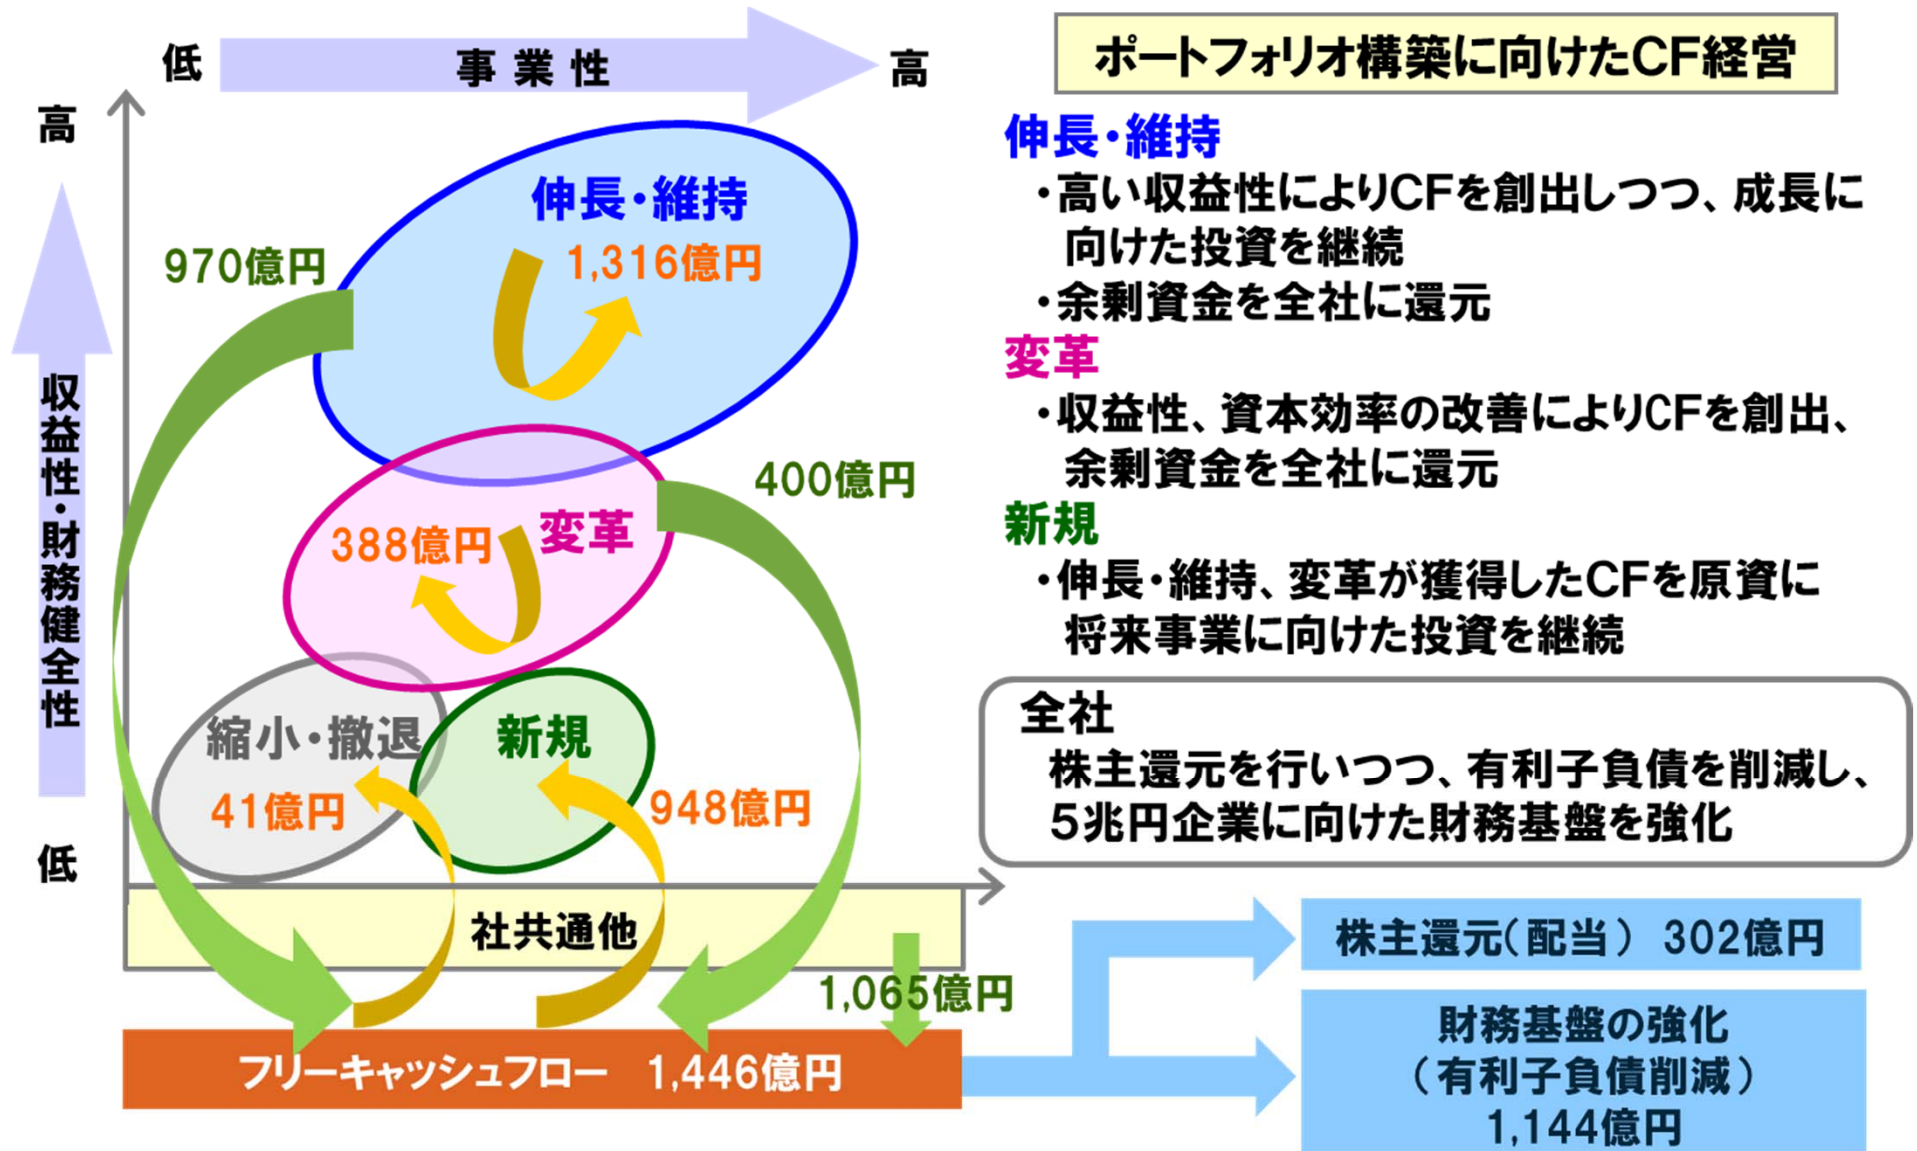 低
事業性
高
高
収益性・財務健全性
低
伸長・維持
1,316億円
970億円
400億円
変革
388億円
縮小・撤退
41億円
新規
948億円
社共通他
1,065億円
フリーキャッシュフロー 1,446億円
ポートフォリオ構築に向けたCF経営
伸長・維持
・高い収益性によりCFを創出しつつ、成長に
向けた投資を継続
・余剰資金を全社に還元
変革
・収益性、資本効率の改善によりCFを創出、
余剰資金を全社に還元
新規
・伸長・維持、変革が獲得したCFを原資に
将来事業に向けた投資を継続
全社
株主還元を行いつつ、有利子負債を削減し、
5兆円企業に向けた財務基盤を強化
株主還元(配当) 302億円
財務基盤の強化
(有利子負債削減)
1,144億円